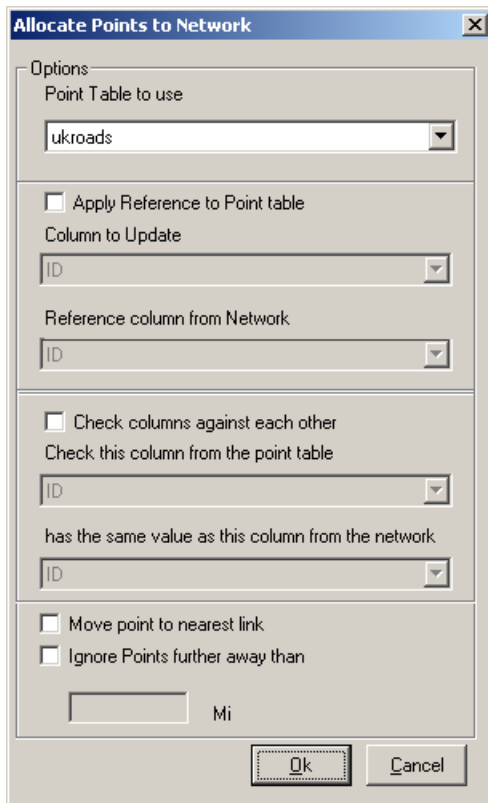 Allocate Points to Network
Options
Point Table to use
ukroads
Apply Reference to Point table
Column to Update
ID
Reference column from Network
ID
Check columns against each other
Check this column from the point table
ID
has the same value as this column from the network
ID
Move point to nearest link
Ignore Points further away than
Mi
Ok Cancel